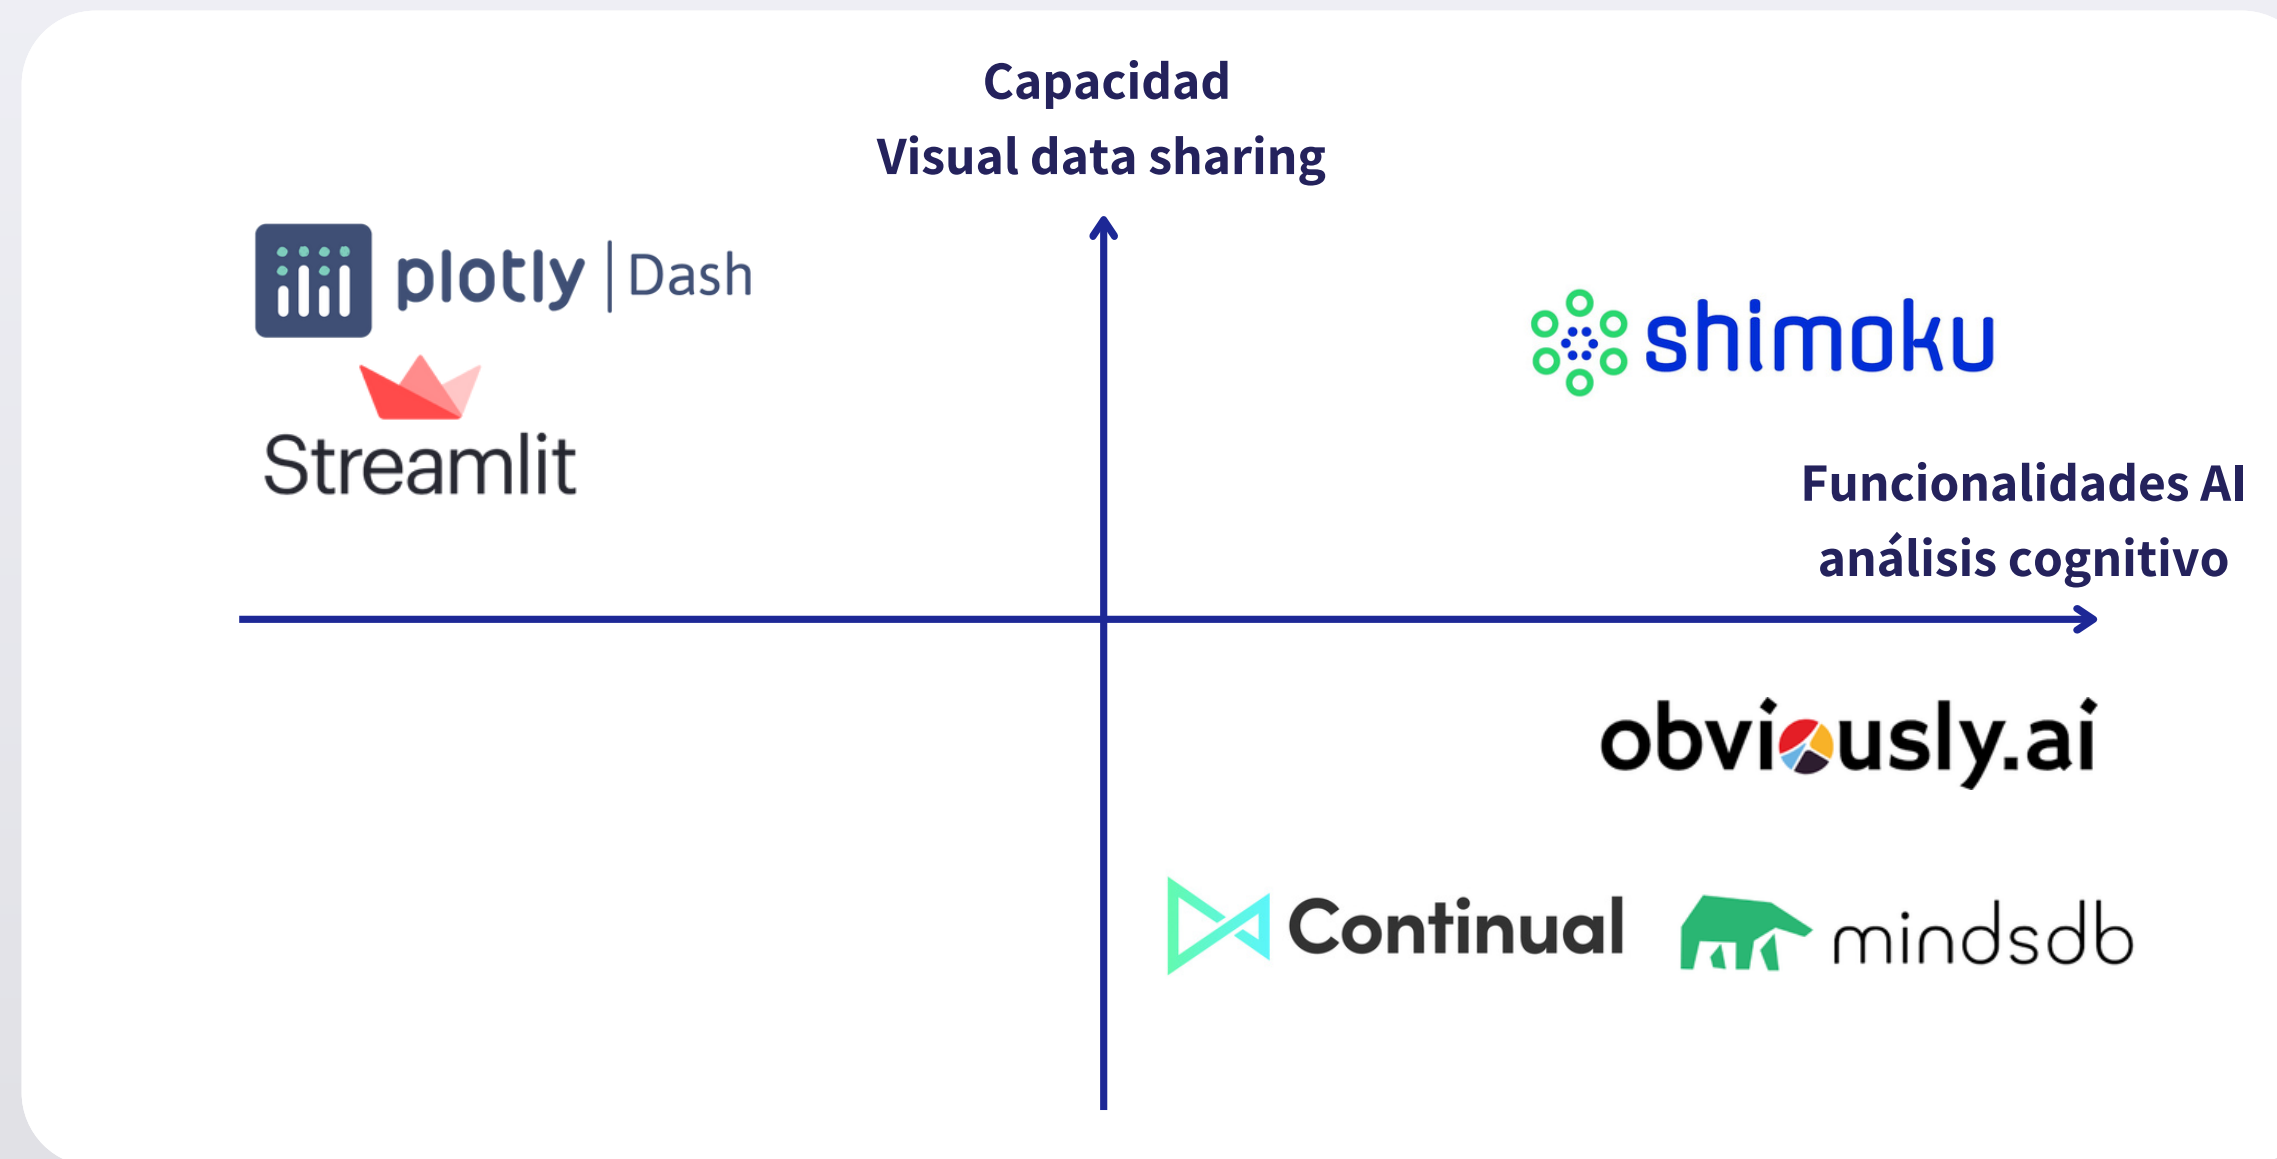 Capacidad
Visual data sharing
plotly | Dash
Streamlit
shimoku
Funcionalidades AI
análisis cognitivo
obviously.ai
Continual
mindsdb